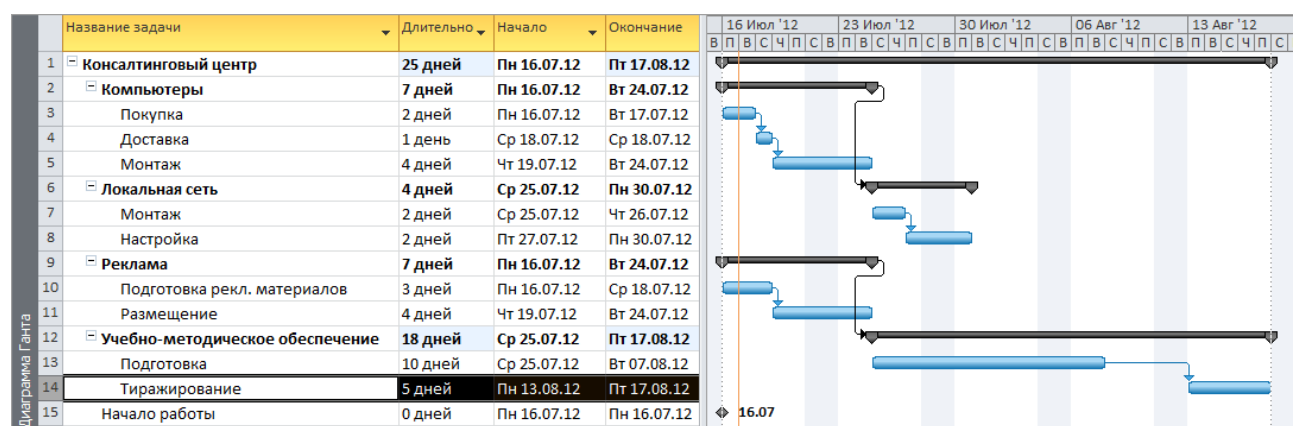 Название задачи Длительно Начало Окончание 16 Июл '12 23 Июл '12 30 Июл '12 06 Авг '12 13 Авг '12
В П В С Ч П С В П В С Ч П С В П В С Ч П С В П В С Ч П С В П В С Ч П С
1 Консалтинговый центр 25 дней Пн 16.07.12 Пт 17.08.12
2 Компьютеры 7 дней Пн 16.07.12 Вт 24.07.12
3 Покупка 2 дней Пн 16.07.12 Вт 17.07.12
4 Доставка 1 день Ср 18.07.12 Ср 18.07.12
5 Монтаж 4 дней Чт 19.07.12 Вт 24.07.12
6 Локальная сеть 4 дней Ср 25.07.12 Пн 30.07.12
7 Монтаж 2 дней Ср 25.07.12 Чт 26.07.12
8 Настройка 2 дней Пт 27.07.12 Пн 30.07.12
9 Реклама 7 дней Пн 16.07.12 Вт 24.07.12
10 Подготовка рекл. материалов 3 дней Пн 16.07.12 Ср 18.07.12
11 Размещение 4 дней Чт 19.07.12 Вт 24.07.12
12 Учебно-методическое обеспечение 18 дней Ср 25.07.12 Пт 17.08.12
13 Подготовка 10 дней Ср 25.07.12 Вт 07.08.12
14 Тиражирование 5 дней Пн 13.08.12 Пт 17.08.12
15 Начало работы 0 дней Пн 16.07.12 Пн 16.07.12 16.07
Диаграмма Ганта